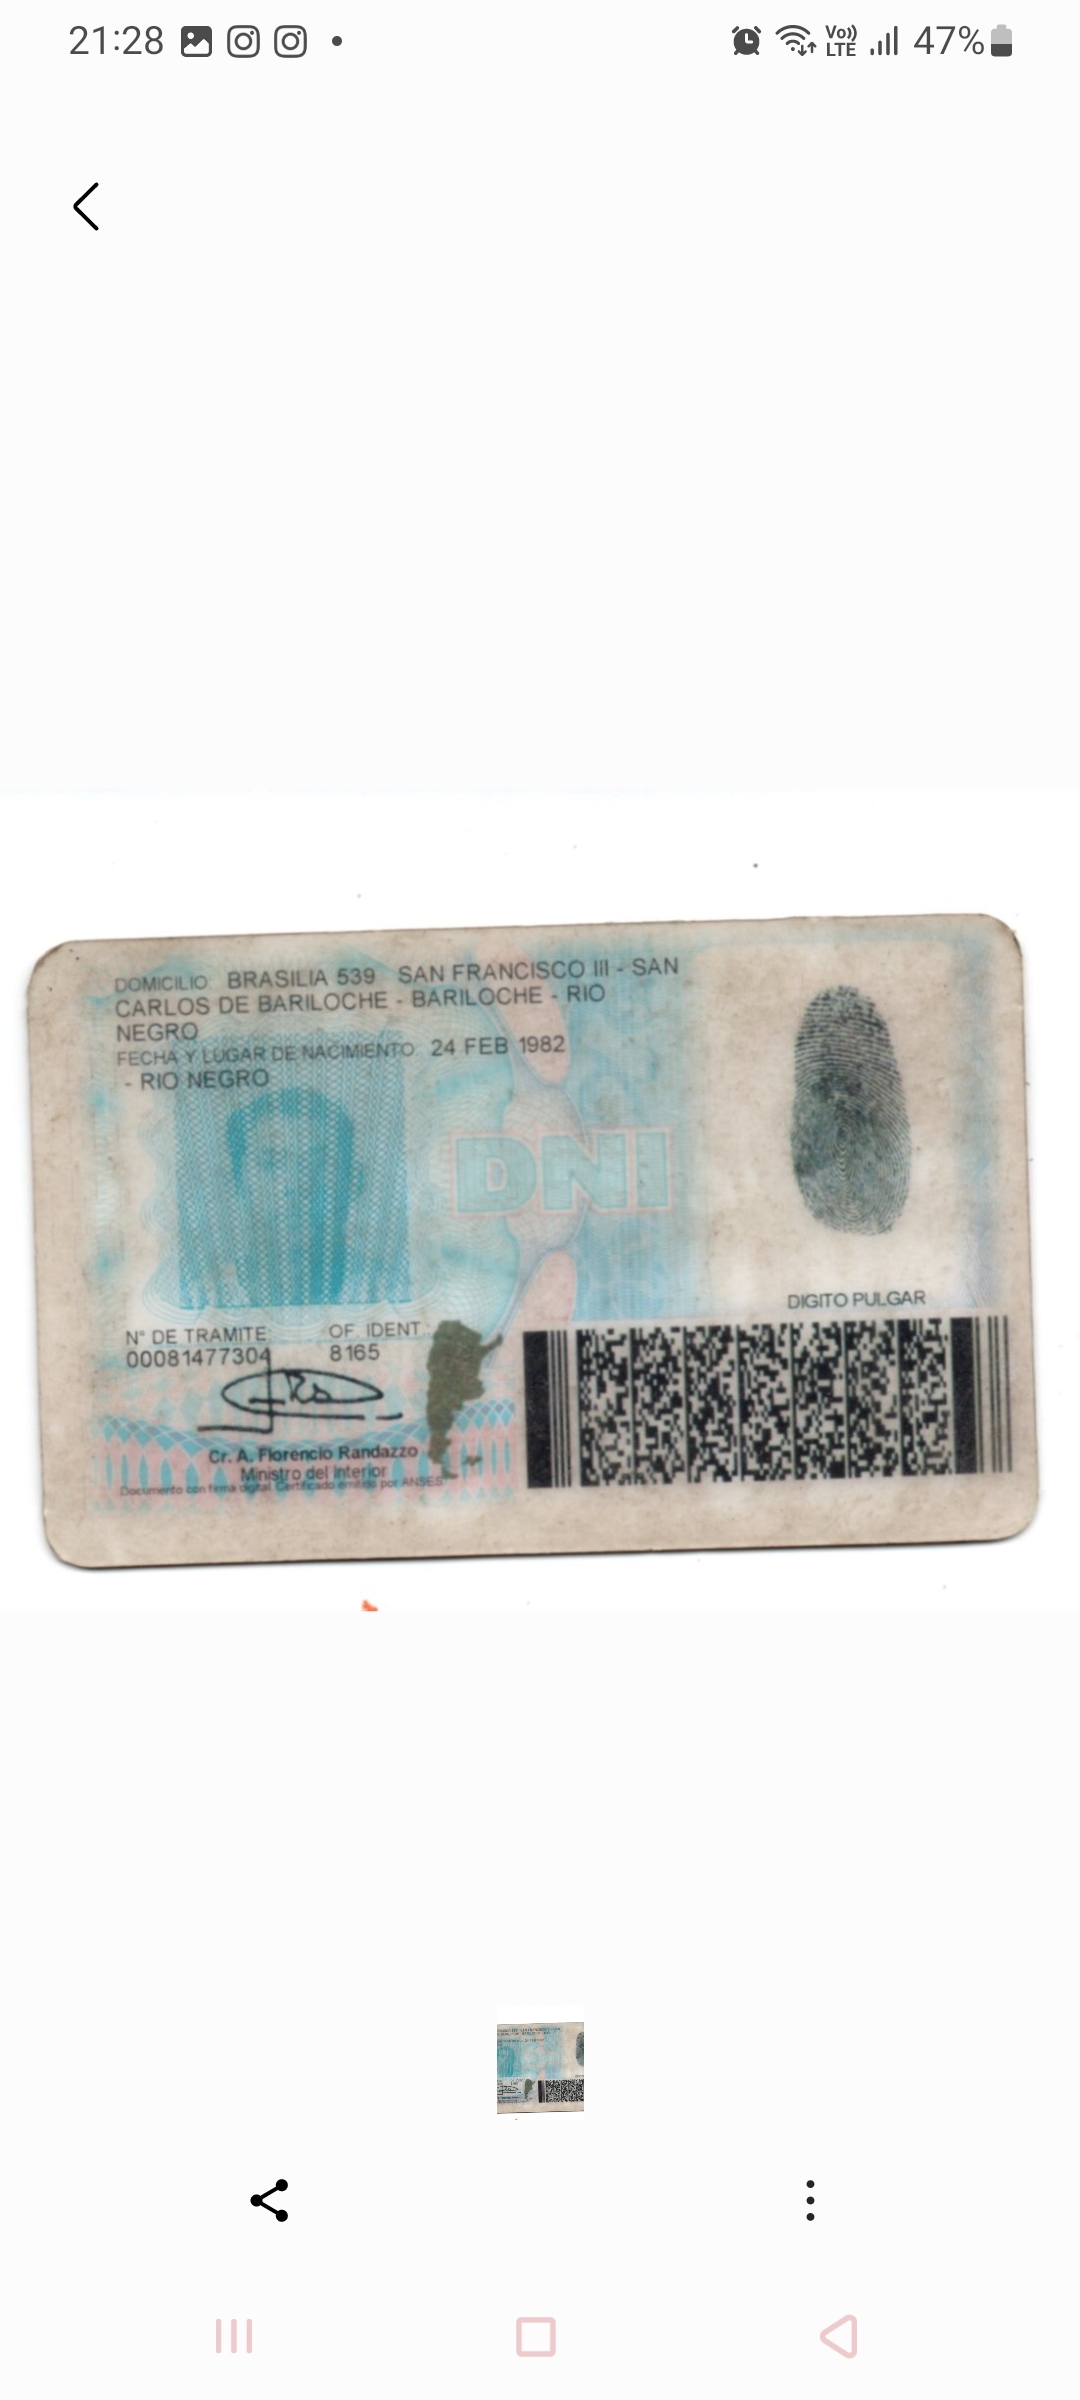 21:28
Vo)) LTE 47%
DOMICILIO: BRASILIA 539 SAN FRANCISCO III - SAN
CARLOS DE BARILOCHE - BARILOCHE - RIO
NEGRO
FECHA Y LUGAR DE NACIMIENTO: 24 FEB 1982
- RIO NEGRO
DNI
DIGITO PULGAR
N° DE TRAMITE: OF. IDENT.:
00081477304 8165
Cr. A. Florencio Randazzo
Ministro del Interior
Documento con firma digital. Certificado emitido por ANSES